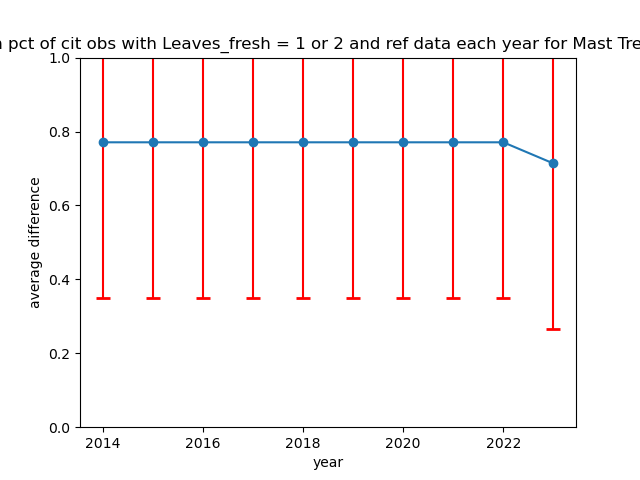 pct of cit obs with Leaves_fresh = 1 or 2 and ref data each year for Mast
1.0
0.8
0.6
0.4
0.2
0.0
average difference
2014 2016 2018 2020 2022
year